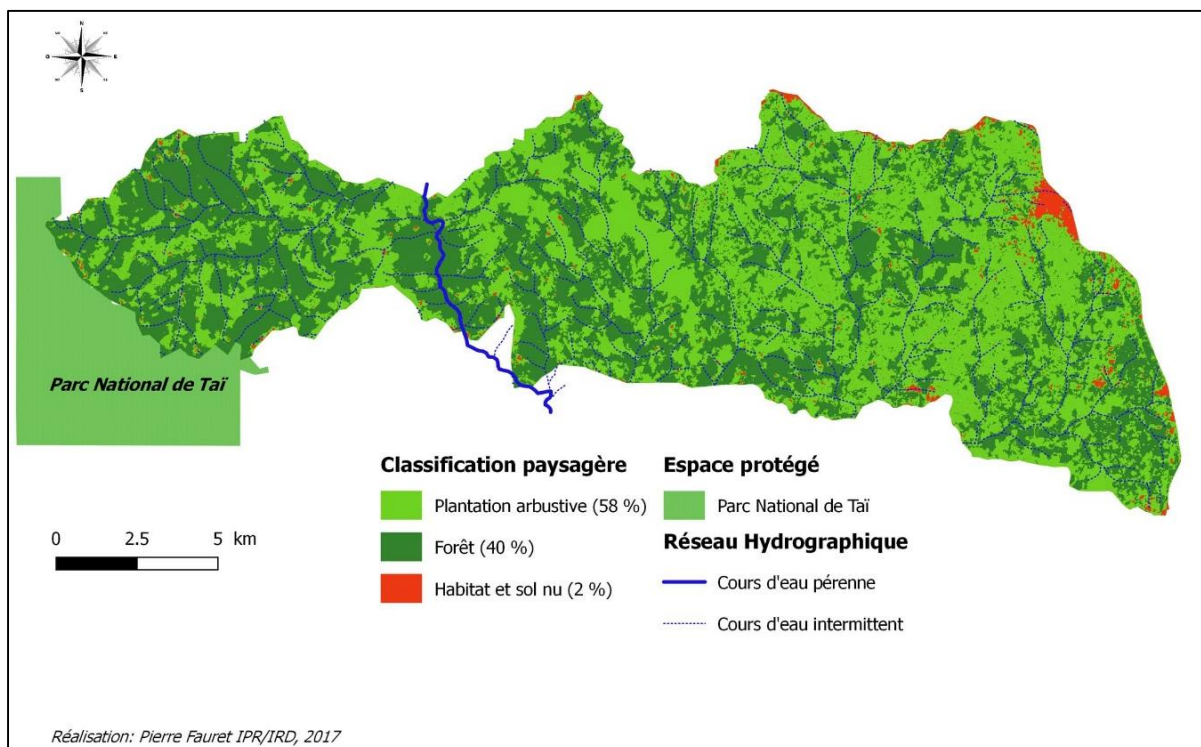 N
O
E
S
Parc National de Taï
0 2.5 5 km
Classification paysagère
Plantation arbustive (58 %)
Forêt (40 %)
Habitat et sol nu (2 %)
Espace protégé
Parc National de Taï
Réseau Hydrographique
Cours d'eau pérenne
Cours d'eau intermittent
Réalisation: Pierre Fauret IPR/IRD, 2017